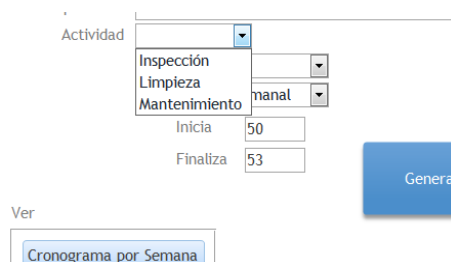 Actividad
Inspección
Limpieza
Mantenimiento
manal
Inicia 50
Finaliza 53
Genera
Ver
Cronograma por Semana